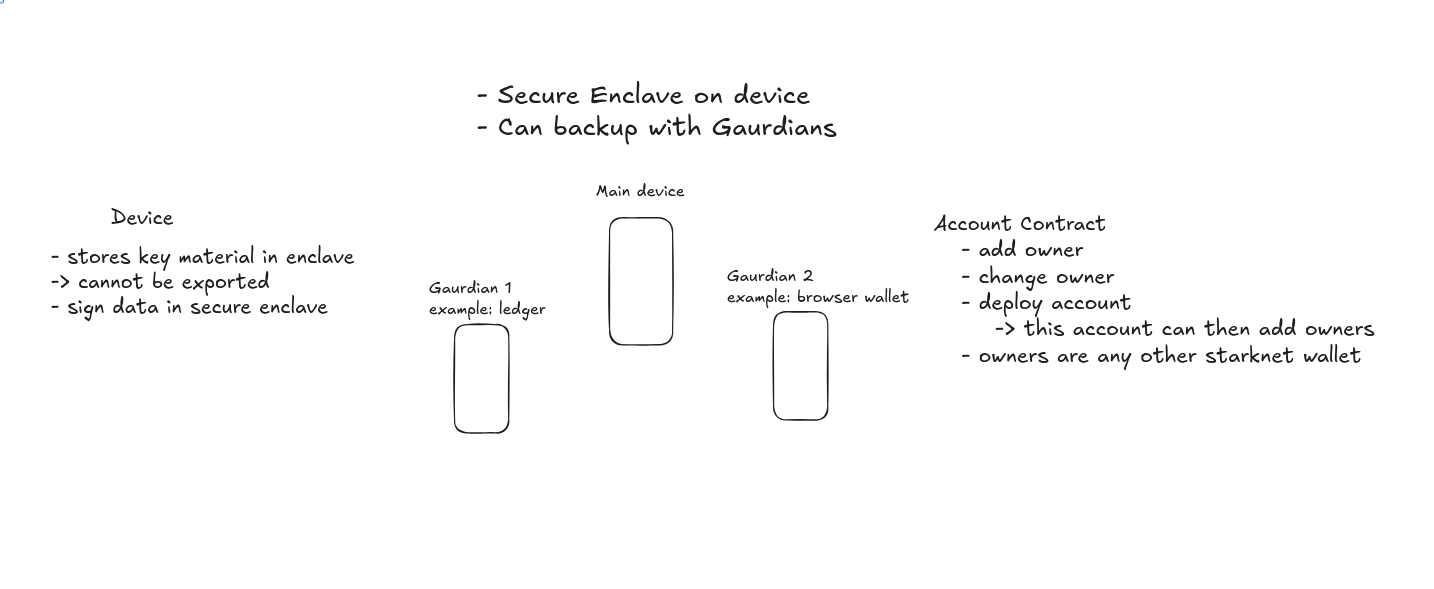 - Secure Enclave on device
- Can backup with Gaurdians
Main device
Device
- stores key material in enclave
-> cannot be exported
- sign data in secure enclave
Gaurdian 1
example: ledger
Gaurdian 2
example: browser wallet
Account Contract
- add owner
- change owner
- deploy account
-> this account can then add owners
- owners are any other starknet wallet